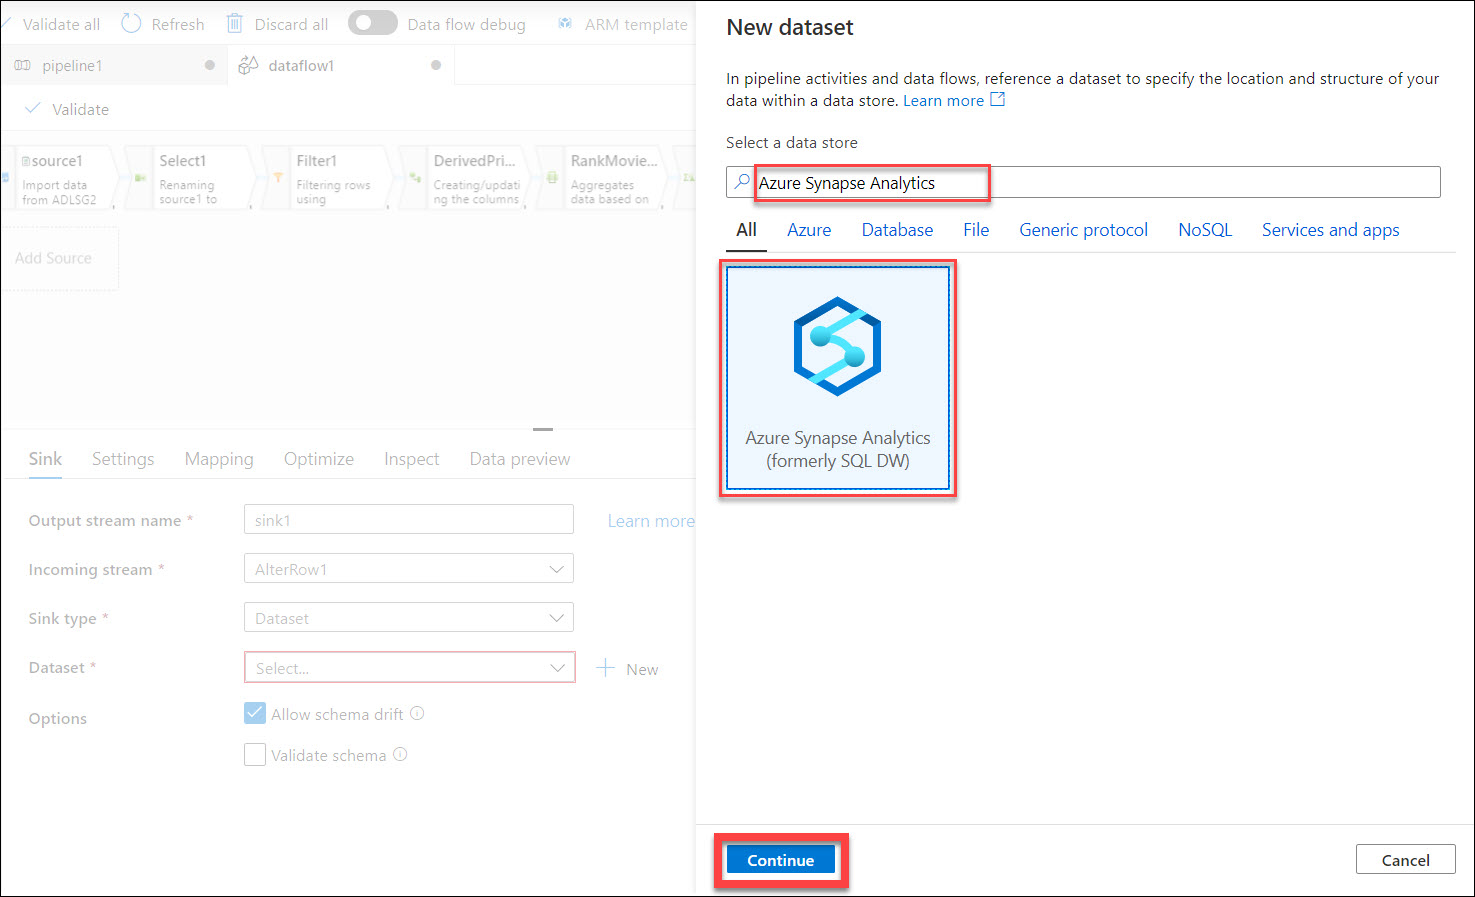 Validate all Refresh Discard all Data flow debug ARM template
pipeline1 dataflow1
Validate
source1
Import data
from ADLSG2
Select1
Renaming
source1 to
Filter1
Filtering rows
using
DerivedPri...
Creating/updati
ng the columns
RankMovie...
Aggregates
data based on
Add Source
Sink Settings Mapping Optimize Inspect Data preview
Output stream name * sink1 Learn more
Incoming stream * AlterRow1
Sink type * Dataset
Dataset * Select... New
Options Allow schema drift
Validate schema
New dataset
In pipeline activities and data flows, reference a dataset to specify the location and structure of your
data within a data store. Learn more
Select a data store
Azure Synapse Analytics
All Azure Database File Generic protocol NoSQL Services and apps
Azure Synapse Analytics
(formerly SQL DW)
Continue Cancel